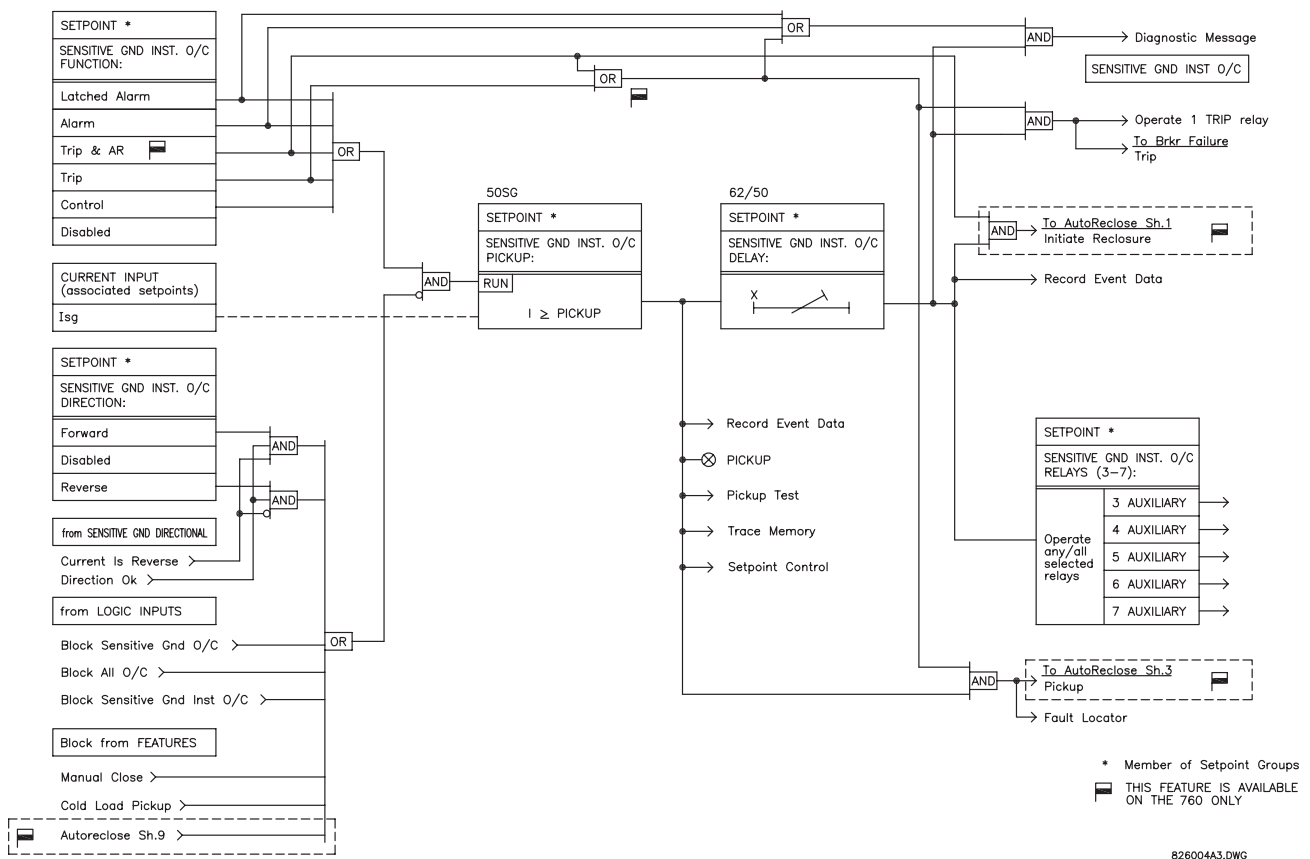 SETPOINT *
SENSITIVE GND INST. O/C
FUNCTION:
Latched Alarm
Alarm
Trip & AR
Trip
Control
Disabled
OR
CURRENT INPUT
(associated setpoints)
Isg
SETPOINT *
SENSITIVE GND INST. O/C
DIRECTION:
Forward
Disabled
Reverse
AND
AND
from SENSITIVE GND DIRECTIONAL
Current Is Reverse
Direction Ok
from LOGIC INPUTS
Block Sensitive Gnd O/C
Block All O/C
Block Sensitive Gnd Inst O/C
OR
Block from FEATURES
Manual Close
Cold Load Pickup
Autoreclose Sh.9
AND
50SG
SETPOINT *
SENSITIVE GND INST. O/C
PICKUP:
RUN
I ≥ PICKUP
62/50
SETPOINT *
SENSITIVE GND INST. O/C
DELAY:
X
Record Event Data
PICKUP
Pickup Test
Trace Memory
Setpoint Control
OR
OR
AND
Diagnostic Message
SENSITIVE GND INST O/C
AND
Operate 1 TRIP relay
To Brkr Failure
Trip
AND
To AutoReclose Sh.1
Initiate Reclosure
Record Event Data
SETPOINT *
SENSITIVE GND INST. O/C
RELAYS (3-7):
Operate
any/all
selected
relays
3 AUXILIARY
4 AUXILIARY
5 AUXILIARY
6 AUXILIARY
7 AUXILIARY
AND
To AutoReclose Sh.3
Pickup
Fault Locator
* Member of Setpoint Groups
THIS FEATURE IS AVAILABLE
ON THE 760 ONLY
826004A3.DWG